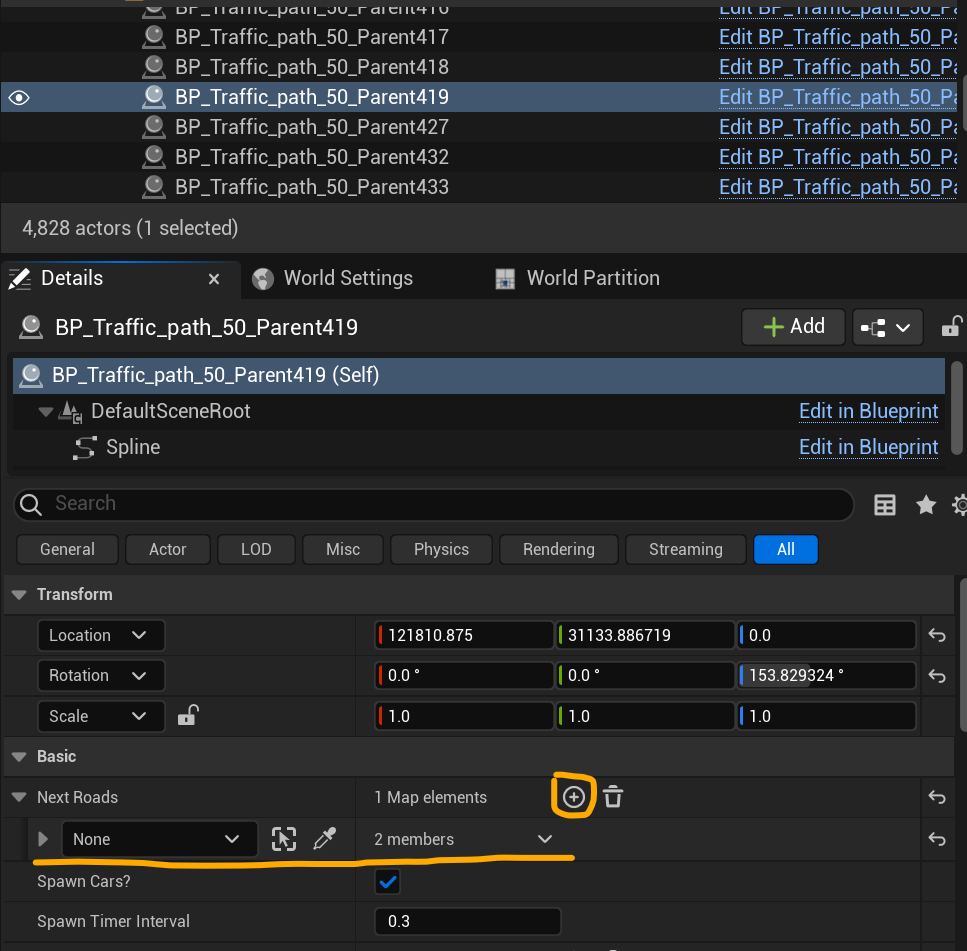 BP_Traffic_path_50_Parent416 Edit BP_Traffic_path_50_Pa
BP_Traffic_path_50_Parent417 Edit BP_Traffic_path_50_Pa
BP_Traffic_path_50_Parent418 Edit BP_Traffic_path_50_Pa
BP_Traffic_path_50_Parent419 Edit BP_Traffic_path_50_Pa
BP_Traffic_path_50_Parent427 Edit BP_Traffic_path_50_Pa
BP_Traffic_path_50_Parent432 Edit BP_Traffic_path_50_Pa
BP_Traffic_path_50_Parent433 Edit BP_Traffic_path_50_Pa
4,828 actors (1 selected)
Details World Settings World Partition
BP_Traffic_path_50_Parent419 Add
BP_Traffic_path_50_Parent419 (Self)
DefaultSceneRoot Edit in Blueprint
Spline Edit in Blueprint
Search
General Actor LOD Misc Physics Rendering Streaming All
Transform
Location 121810.875 31133.886719 0.0
Rotation 0.0 ° 0.0 ° 153.829324 °
Scale 1.0 1.0 1.0
Basic
Next Roads 1 Map elements
None 2 members
Spawn Cars?
Spawn Timer Interval 0.3